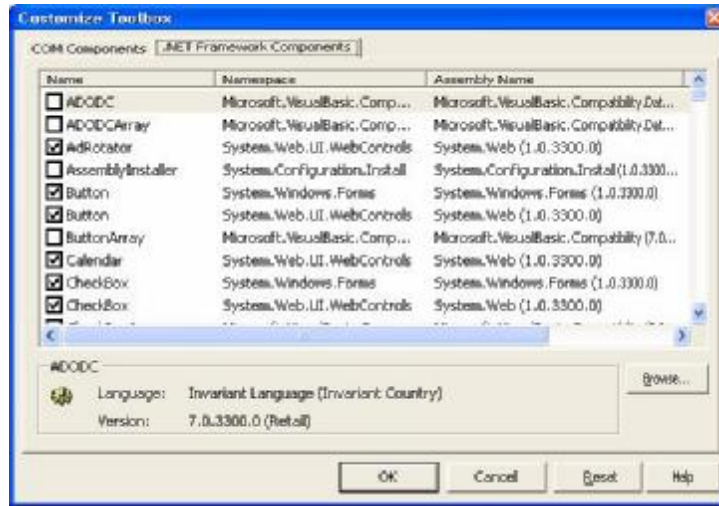 Customize Toolbox
COM Components .NET Framework Components
Name Namespace Assembly Name
ADODC Microsoft.VisualBasic.Comp... Microsoft.VisualBasic.Compatibility.Dat...
ADODCArray Microsoft.VisualBasic.Comp... Microsoft.VisualBasic.Compatibility.Dat...
AdRotator System.Web.UI.WebControls System.Web (1.0.3300.0)
AssemblyInstaller System.Configuration.Install System.Configuration.Install (1.0.3300...
Button System.Windows.Forms System.Windows.Forms (1.0.3300.0)
Button System.Web.UI.WebControls System.Web (1.0.3300.0)
ButtonArray Microsoft.VisualBasic.Comp... Microsoft.VisualBasic.Compatibility (7.0...
Calendar System.Web.UI.WebControls System.Web (1.0.3300.0)
CheckBox System.Windows.Forms System.Windows.Forms (1.0.3300.0)
CheckBox System.Web.UI.WebControls System.Web (1.0.3300.0)
ADODC
Browse...
Language: Invariant Language (Invariant Country)
Version: 7.0.3300.0 (Retail)
OK Cancel Reset Help